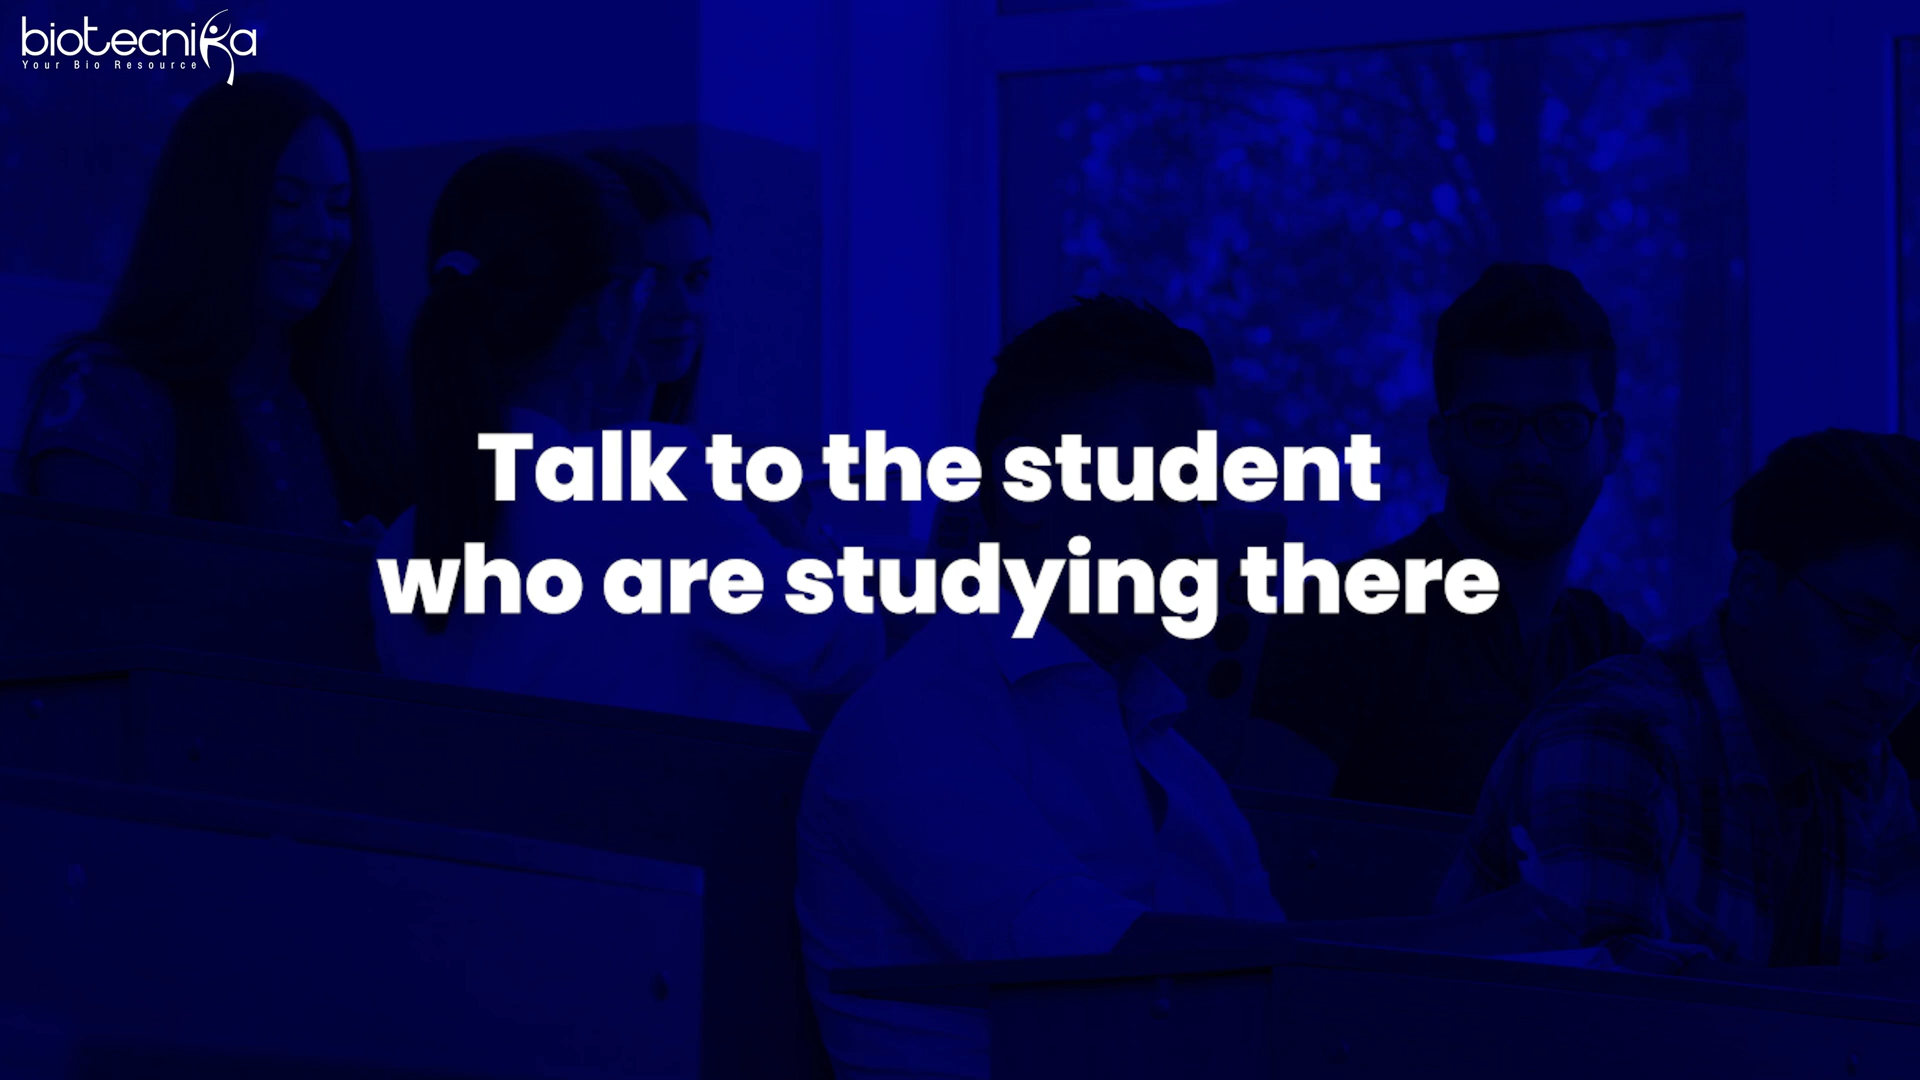 biotecnika
Your Bio Resource
Talk to the student
who are studying there